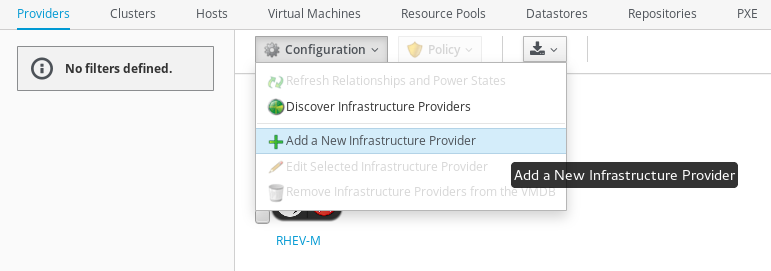 Providers Clusters Hosts Virtual Machines Resource Pools Datastores Repositories PXE
No filters defined.
Configuration Policy
Refresh Relationships and Power States
Discover Infrastructure Providers
Add a New Infrastructure Provider
Edit Selected Infrastructure Provider
Add a New Infrastructure Provider
Remove Infrastructure Providers from the VMDB
RHEV-M